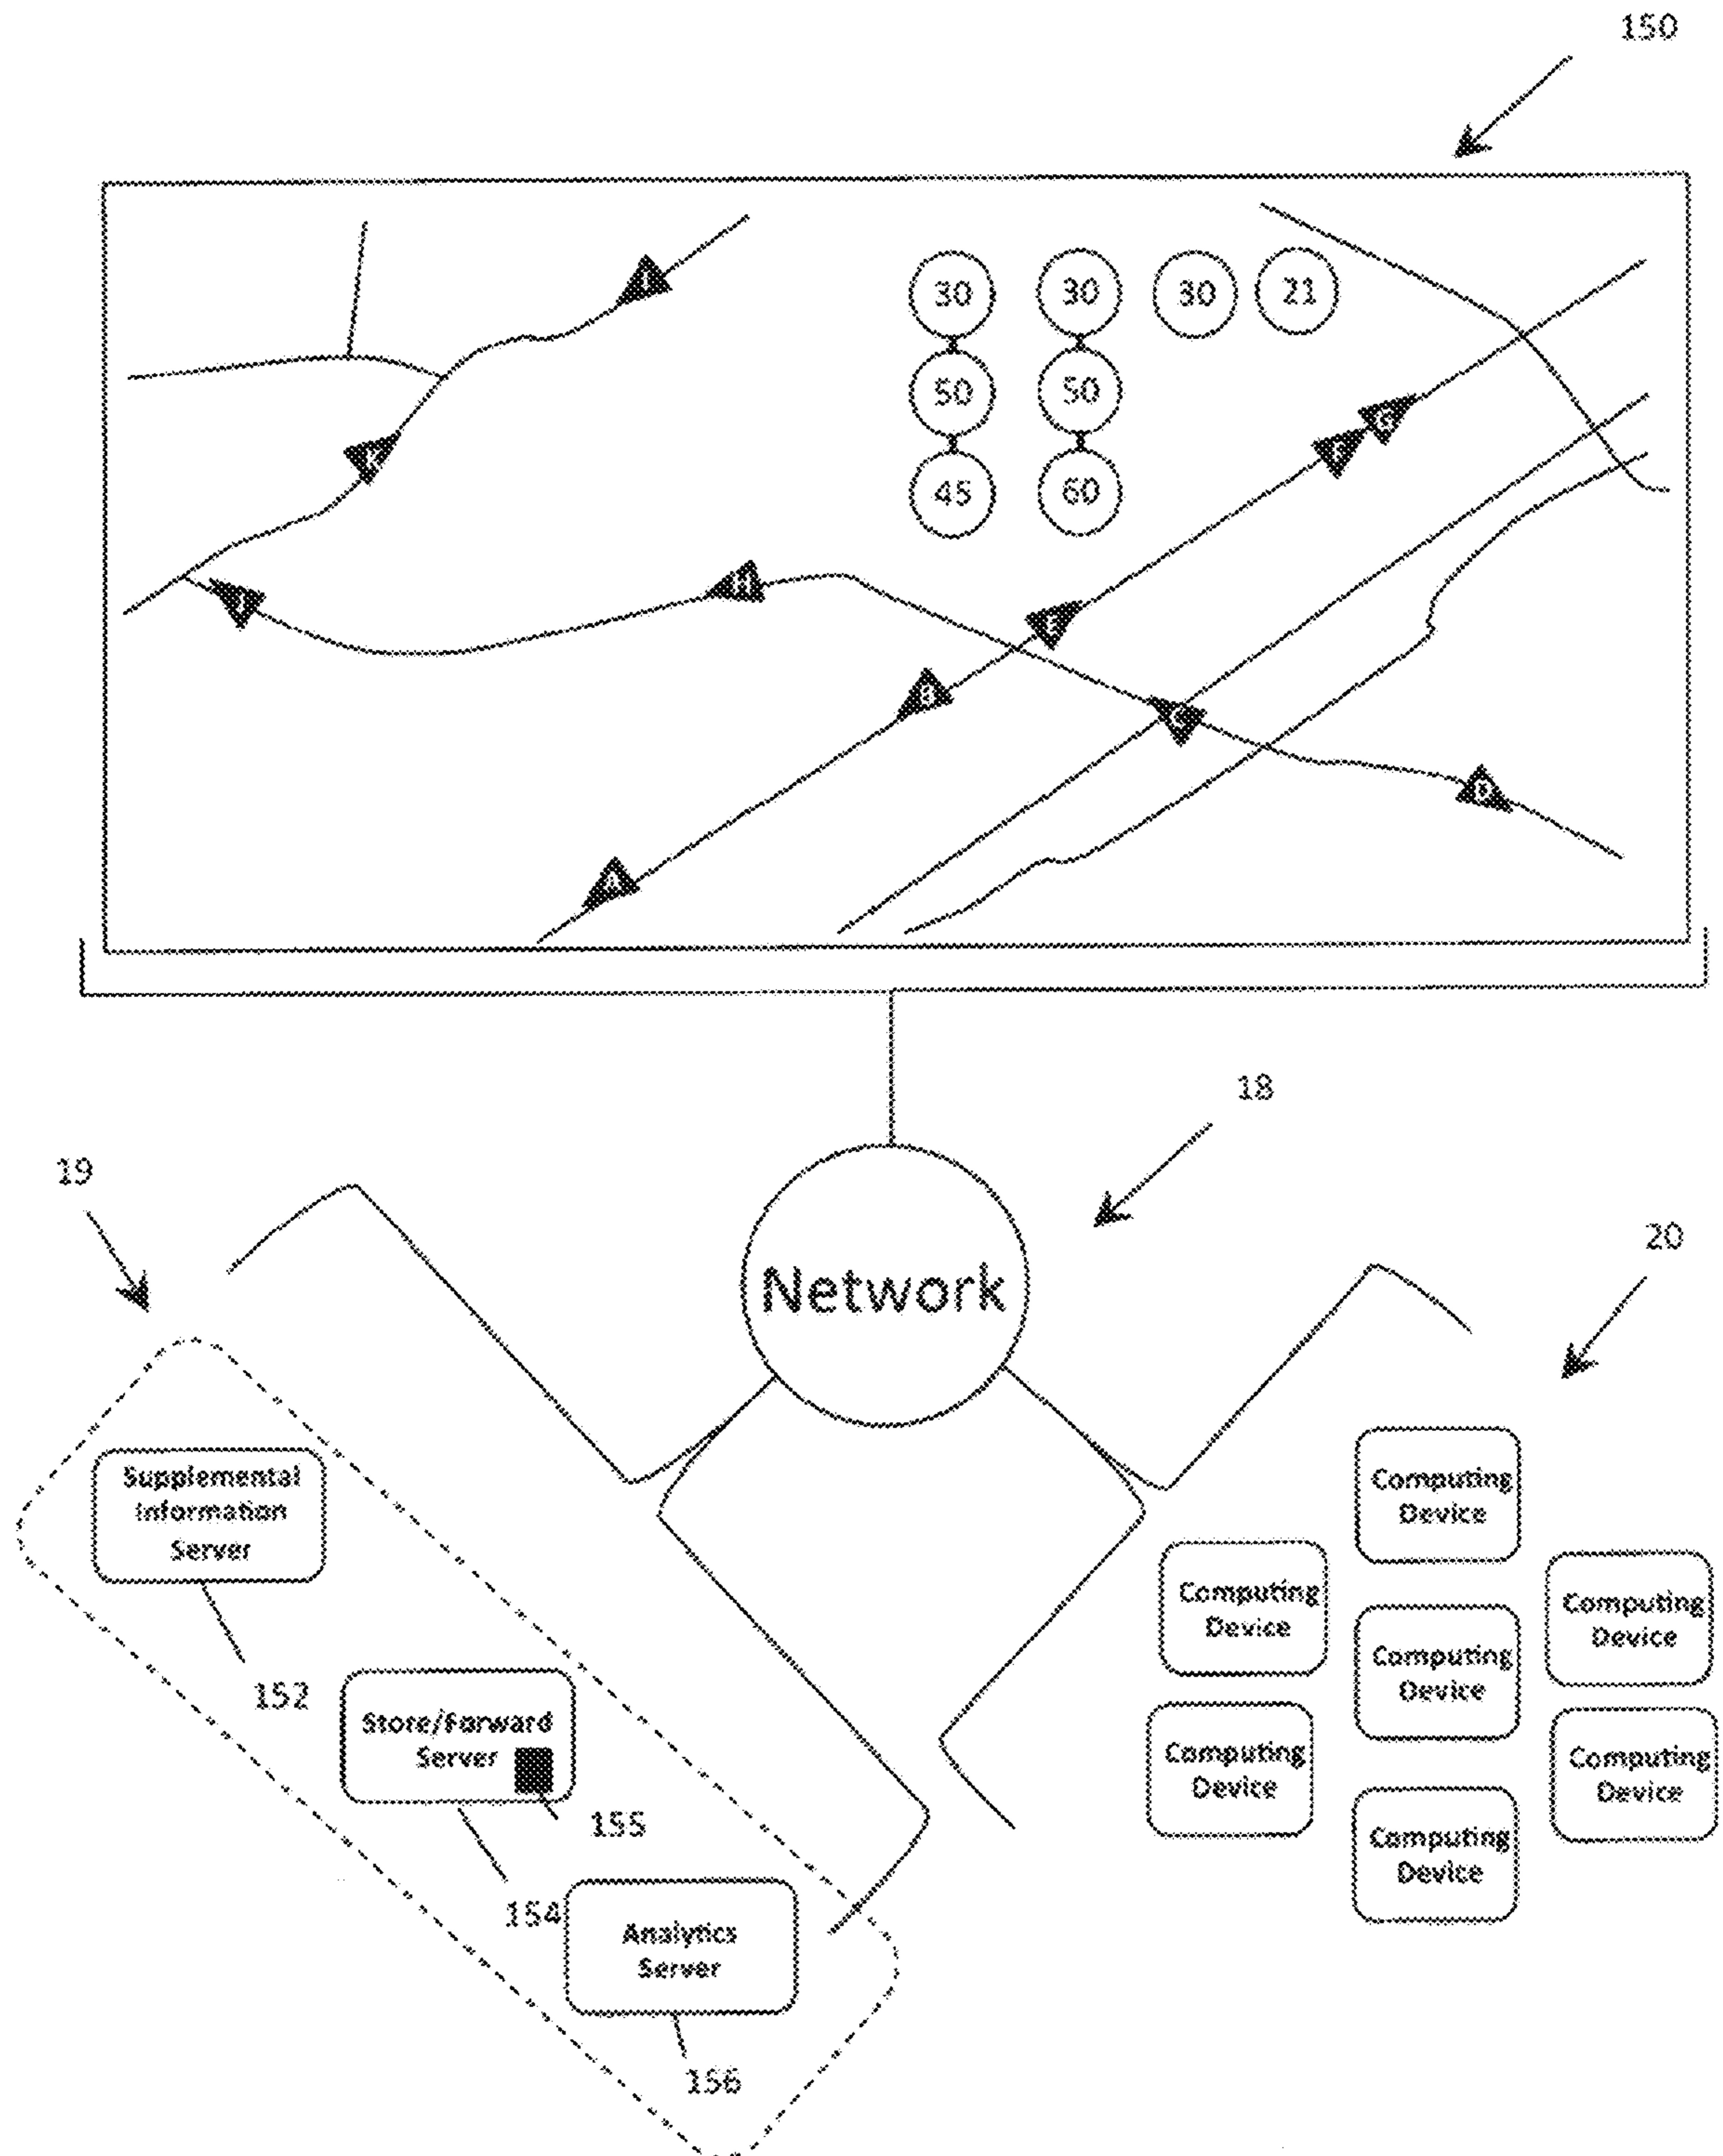 150
I
30 30 30 21
50 50
45 60
G
F
K
J
H
E
B
C
D
A
18
19
20
Network
Supplemental
Information
Server
152
Store/Forward
Server
155
154
Analytics
Server
156
Computing
Device
Computing
Device
Computing
Device
Computing
Device
Computing
Device
Computing
Device
Computing
Device